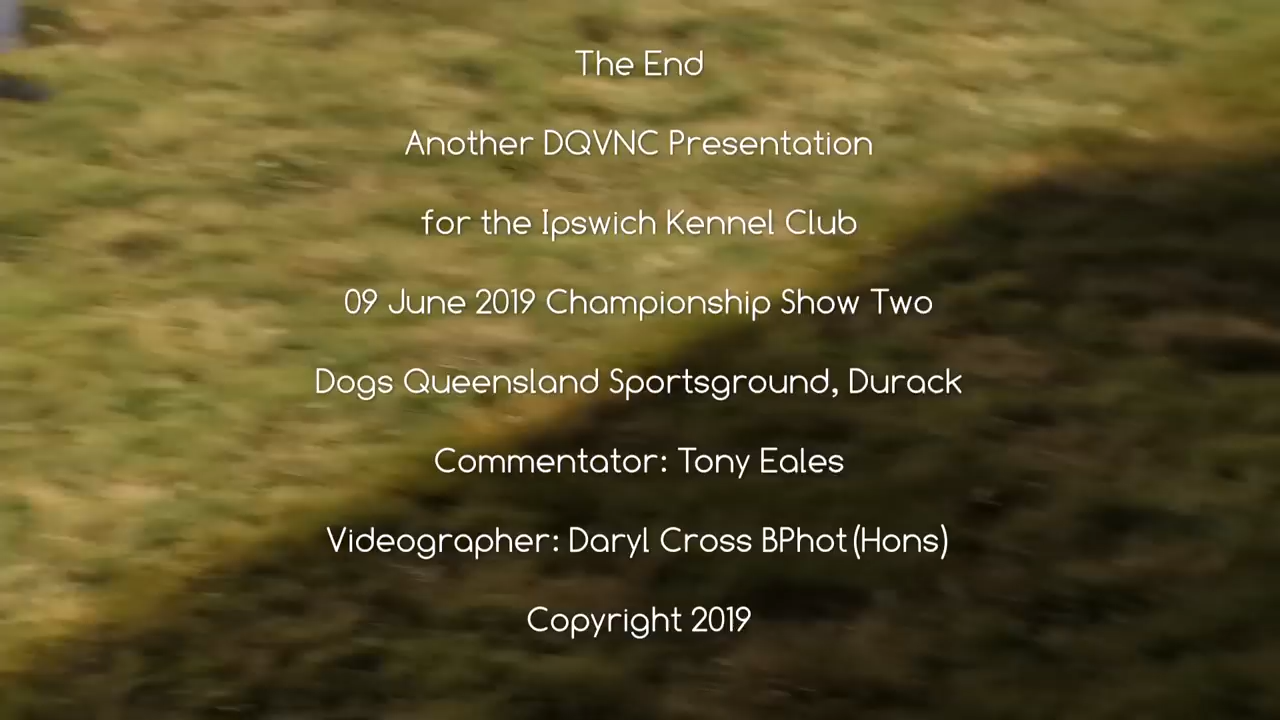 The End
Another DQVNC Presentation
for the Ipswich Kennel Club
09 June 2019 Championship Show Two
Dogs Queensland Sportsground, Durack
Commentator: Tony Eales
Videographer: Daryl Cross BPhot(Hons)
Copyright 2019